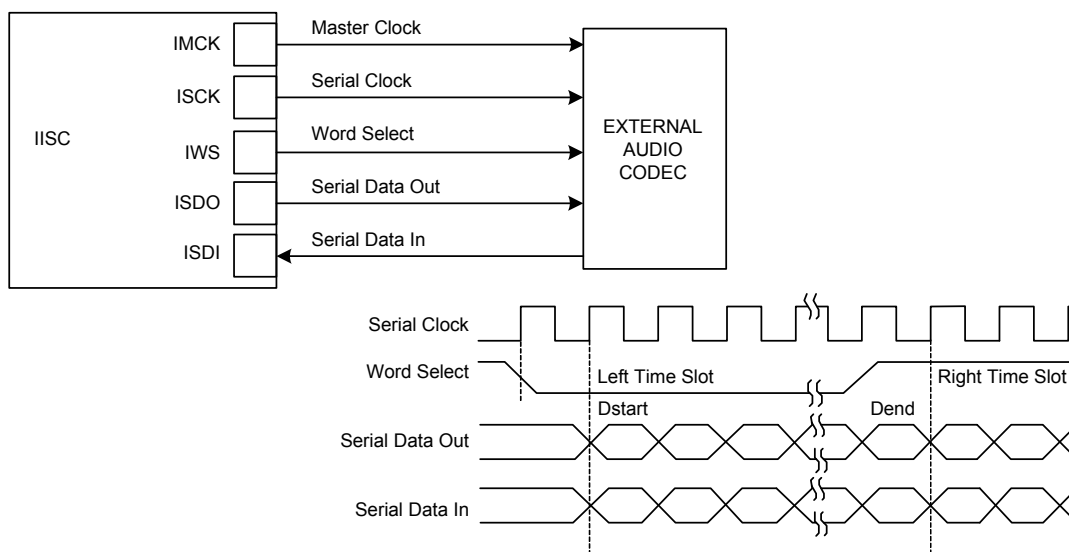 IMCK
Master Clock
ISCK
Serial Clock
IISC
IWS
Word Select
EXTERNAL
AUDIO
CODEC
ISDO
Serial Data Out
ISDI
Serial Data In
Serial Clock
Word Select
Left Time Slot
Right Time Slot
Dstart
Dend
Serial Data Out
Serial Data In